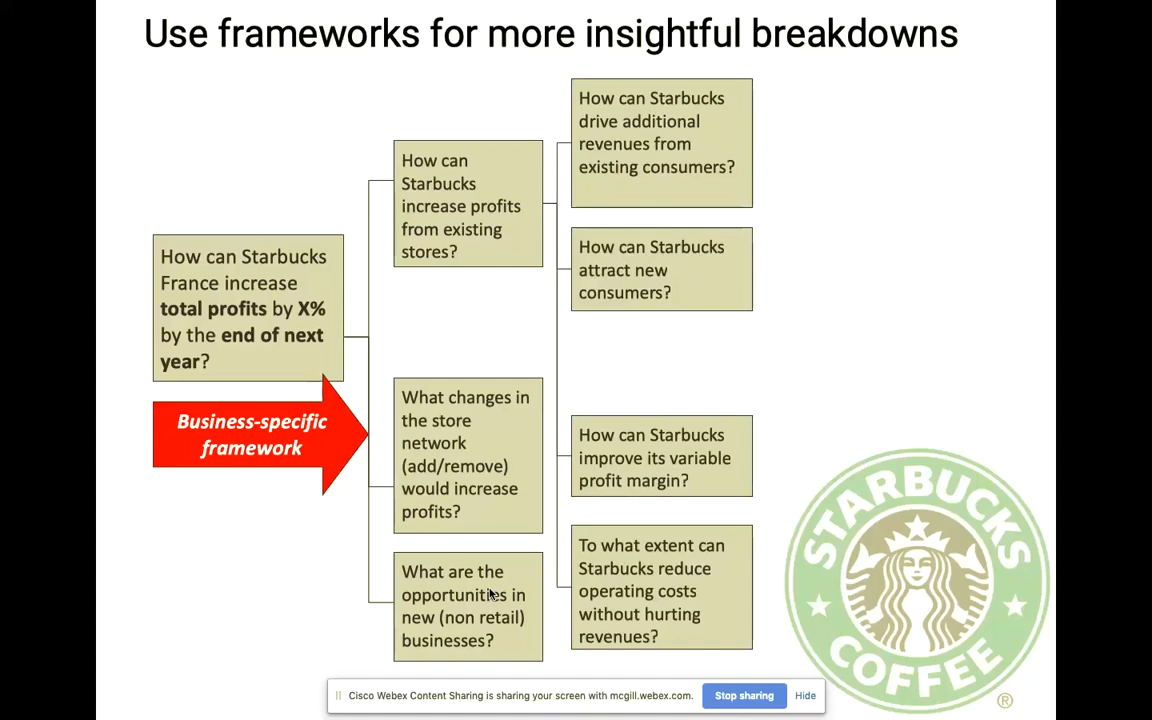 Use frameworks for more insightful breakdowns
How can Starbucks
drive additional
revenues from
existing consumers?
How can
Starbucks
increase profits
from existing
stores?
How can Starbucks
attract new
consumers?
How can Starbucks
France increase
total profits by X%
by the end of next
year?
Business-specific
framework
What changes in
the store
network
(add/remove)
would increase
profits?
How can Starbucks
improve its variable
profit margin?
What are the
opportunities in
new (non retail)
businesses?
To what extent can
Starbucks reduce
operating costs
without hurting
revenues?
STARBUCKS
COFFEE
®
Cisco Webex Content Sharing is sharing your screen with mcgill.webex.com.
Stop sharing
Hide